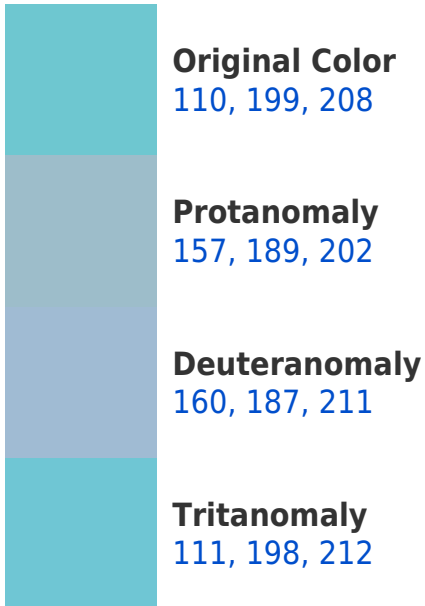 Original Color
110, 199, 208
Protanomaly
157, 189, 202
Deuteranomaly
160, 187, 211
Tritanomaly
111, 198, 212